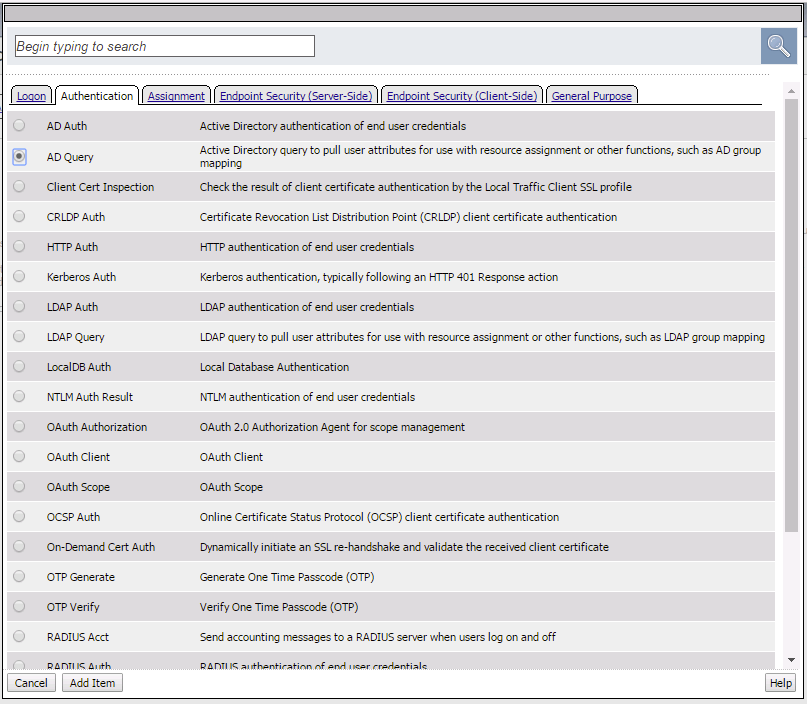 Begin typing to search
Logon Authentication Assignment Endpoint Security (Server-Side) Endpoint Security (Client-Side) General Purpose
AD Auth Active Directory authentication of end user credentials
AD Query Active Directory query to pull user attributes for use with resource assignment or other functions, such as AD group
mapping
Client Cert Inspection Check the result of client certificate authentication by the Local Traffic Client SSL profile
CRLDP Auth Certificate Revocation List Distribution Point (CRLDP) client certificate authentication
HTTP Auth HTTP authentication of end user credentials
Kerberos Auth Kerberos authentication, typically following an HTTP 401 Response action
LDAP Auth LDAP authentication of end user credentials
LDAP Query LDAP query to pull user attributes for use with resource assignment or other functions, such as LDAP group mapping
LocalDB Auth Local Database Authentication
NTLM Auth Result NTLM authentication of end user credentials
OAuth Authorization OAuth 2.0 Authorization Agent for scope management
OAuth Client OAuth Client
OAuth Scope OAuth Scope
OCSP Auth Online Certificate Status Protocol (OCSP) client certificate authentication
On-Demand Cert Auth Dynamically initiate an SSL re-handshake and validate the received client certificate
OTP Generate Generate One Time Passcode (OTP)
OTP Verify Verify One Time Passcode (OTP)
RADIUS Acct Send accounting messages to a RADIUS server when users log on and off
RADIUS Auth RADIUS authentication of end user credentials
Cancel Add Item Help